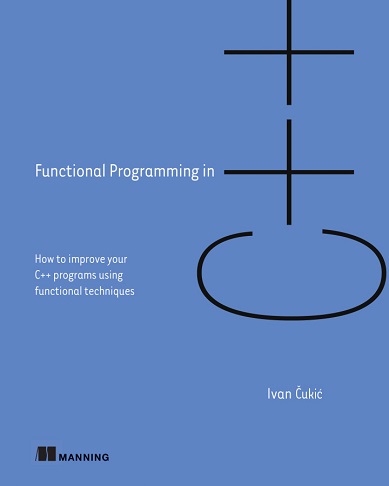 Functional Programming in
C++
How to improve your
C++ programs using
functional techniques
Ivan Čukić
MANNING